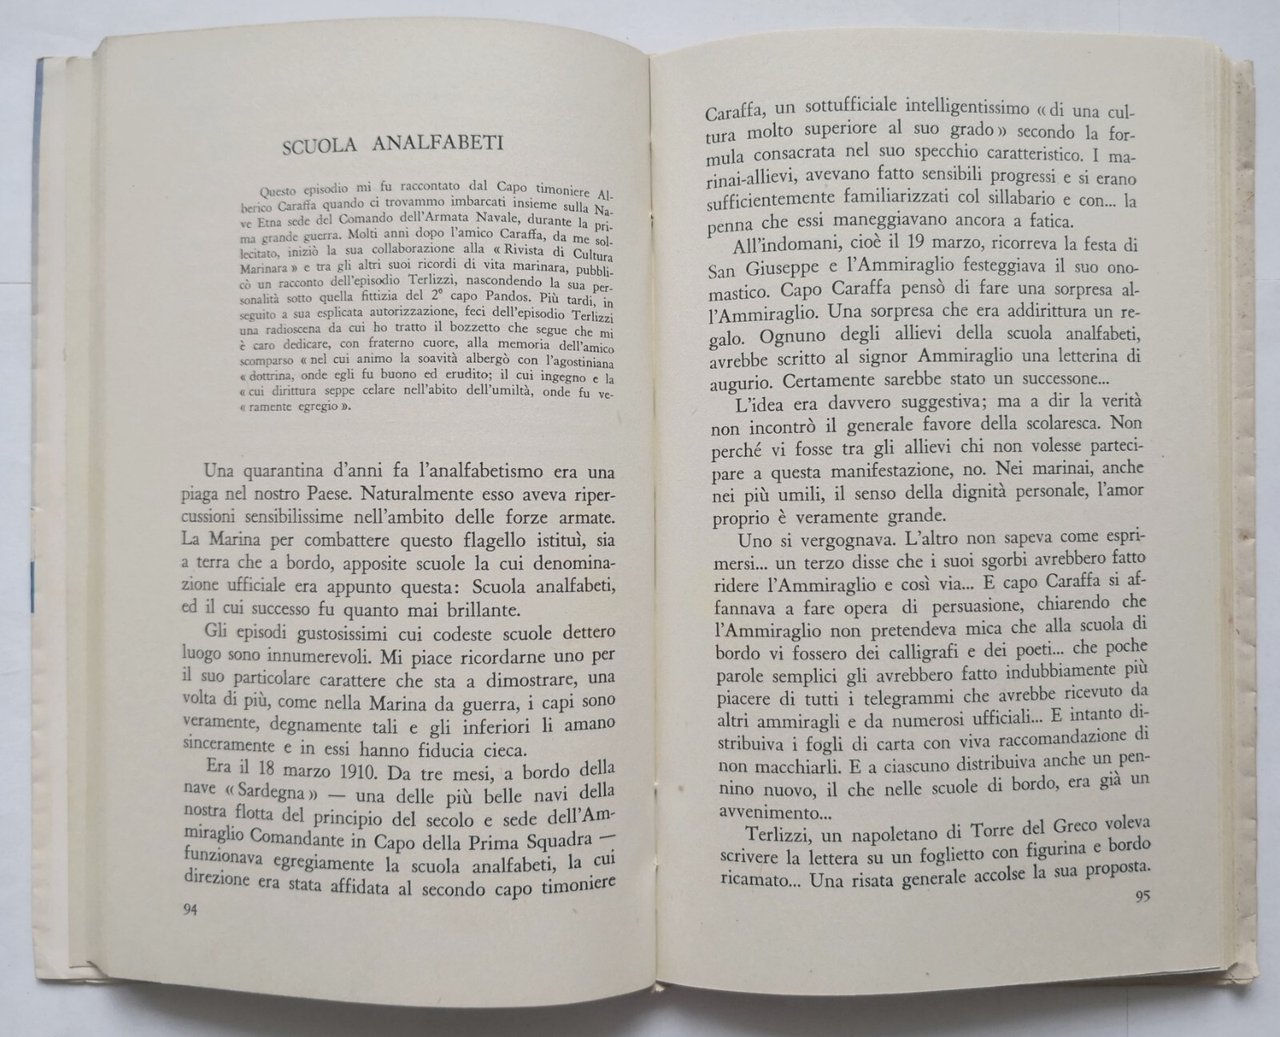 SCUOLA ANALFABETI
Questo episodio mi fu raccontato dal Capo timoniere Al-
berico Caraffa quando ci trovammo imbarcati insieme sulla Na-
ve Etna sede del Comando dell'Armata Navale, durante la pri-
ma grande guerra. Molti anni dopo l'amico Caraffa, da me sol-
lecitato, iniziò la sua collaborazione alla « Rivista di Cultura
Marinara » e tra gli altri suoi ricordi di vita marinara, pubbli-
cò un racconto dell'episodio Terlizzi, nascondendo la sua per-
sonalità sotto quella fittizia del 2° capo Pandos. Più tardi, in
seguito a sua esplicata autorizzazione, feci dell'episodio Terlizzi
una radioscena da cui ho tratto il bozzetto che segue che mi
è caro dedicare, con fraterno cuore, alla memoria dell'amico
scomparso « nel cui animo la soavità albergò con l'agostiniana
« dottrina, onde egli fu buono ed erudito; il cui ingegno e la
« cui dirittura seppe celare nell'abito dell'umiltà, onde fu ve-
« ramente egregio ».
Una quarantina d'anni fa l'analfabetismo era una
piaga nel nostro Paese. Naturalmente esso aveva riper-
cussioni sensibilissime nell'ambito delle forze armate.
La Marina per combattere questo flagello istituì, sia
a terra che a bordo, apposite scuole la cui denomina-
zione ufficiale era appunto questa: Scuola analfabeti,
ed il cui successo fu quanto mai brillante.
Gli episodi gustosissimi cui codeste scuole dettero
luogo sono innumerevoli. Mi piace ricordarne uno per
il suo particolare carattere che sta a dimostrare, una
volta di più, come nella Marina da guerra, i capi sono
veramente, degnamente tali e gli inferiori li amano
sinceramente e in essi hanno fiducia cieca.
Era il 18 marzo 1910. Da tre mesi, a bordo della
nave « Sardegna » — una delle più belle navi della
nostra flotta del principio del secolo e sede dell'Am-
miraglio Comandante in Capo della Prima Squadra —
funzionava egregiamente la scuola analfabeti, la cui
direzione era stata affidata al secondo capo timoniere
94
Caraffa, un sottufficiale intelligentissimo « di una cul-
tura molto superiore al suo grado » secondo la for-
mula consacrata nel suo specchio caratteristico. I ma-
rinai-allievi, avevano fatto sensibili progressi e si erano
sufficientemente familiarizzati col sillabario e con... la
penna che essi maneggiavano ancora a fatica.
All'indomani, cioè il 19 marzo, ricorreva la festa di
San Giuseppe e l'Ammiraglio festeggiava il suo ono-
mastico. Capo Caraffa pensò di fare una sorpresa al-
l'Ammiraglio. Una sorpresa che era addirittura un re-
galo. Ognuno degli allievi della scuola analfabeti,
avrebbe scritto al signor Ammiraglio una letterina di
augurio. Certamente sarebbe stato un successone...
L'idea era davvero suggestiva; ma a dir la verità
non incontrò il generale favore della scolaresca. Non
perché vi fosse tra gli allievi chi non volesse parteci-
pare a questa manifestazione, no. Nei marinai, anche
nei più umili, il senso della dignità personale, l'amor
proprio è veramente grande.
Uno si vergognava. L'altro non sapeva come espri-
mersi... un terzo disse che i suoi sgorbi avrebbero fatto
ridere l'Ammiraglio e così via... E capo Caraffa si af-
fannava a fare opera di persuasione, chiarendo che
l'Ammiraglio non pretendeva mica che alla scuola di
bordo vi fossero dei calligrafi e dei poeti... che poche
parole semplici gli avrebbero fatto indubbiamente più
piacere di tutti i telegrammi che avrebbe ricevuto da
altri ammiragli e da numerosi ufficiali... E intanto di-
stribuiva i fogli di carta con viva raccomandazione di
non macchiarli. E a ciascuno distribuiva anche un pen-
nino nuovo, il che nelle scuole di bordo, era già un
avvenimento...
Terlizzi, un napoletano di Torre del Greco voleva
scrivere la lettera su un foglietto con figurina e bordo
ricamato... Una risata generale accolse la sua proposta.
95